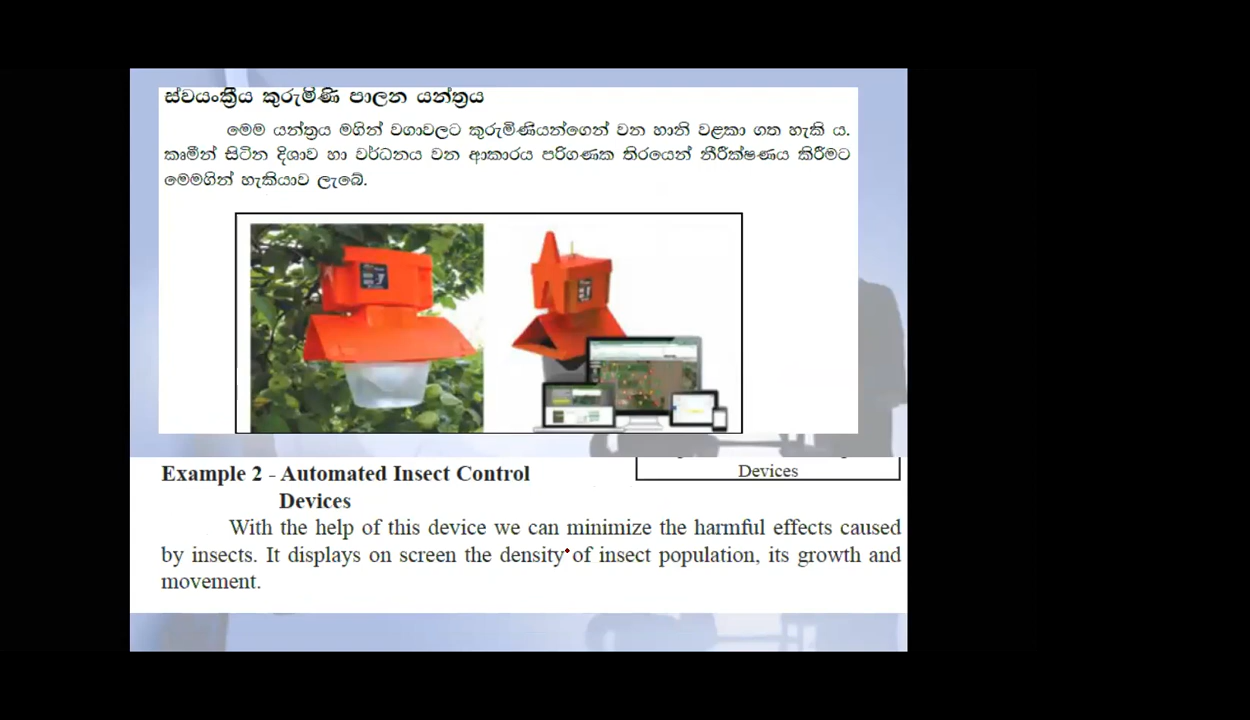 ස්වයංක්‍රීය කුරුමිණි පාලන යන්ත්‍රය
මෙම යන්ත්‍රය මගින් වගාවලට කුරුමිණියන්ගෙන් වන හානි වළකා ගත හැකි ය.
කෘමීන් සිටින දිශාව හා වර්ධනය වන ආකාරය පරිගණක තිරයෙන් නිරීක්ෂණය කිරීමට
මෙමගින් හැකියාව ලැබේ.
Example 2 - Automated Insect Control
Devices
Devices
With the help of this device we can minimize the harmful effects caused
by insects. It displays on screen the density of insect population, its growth and
movement.